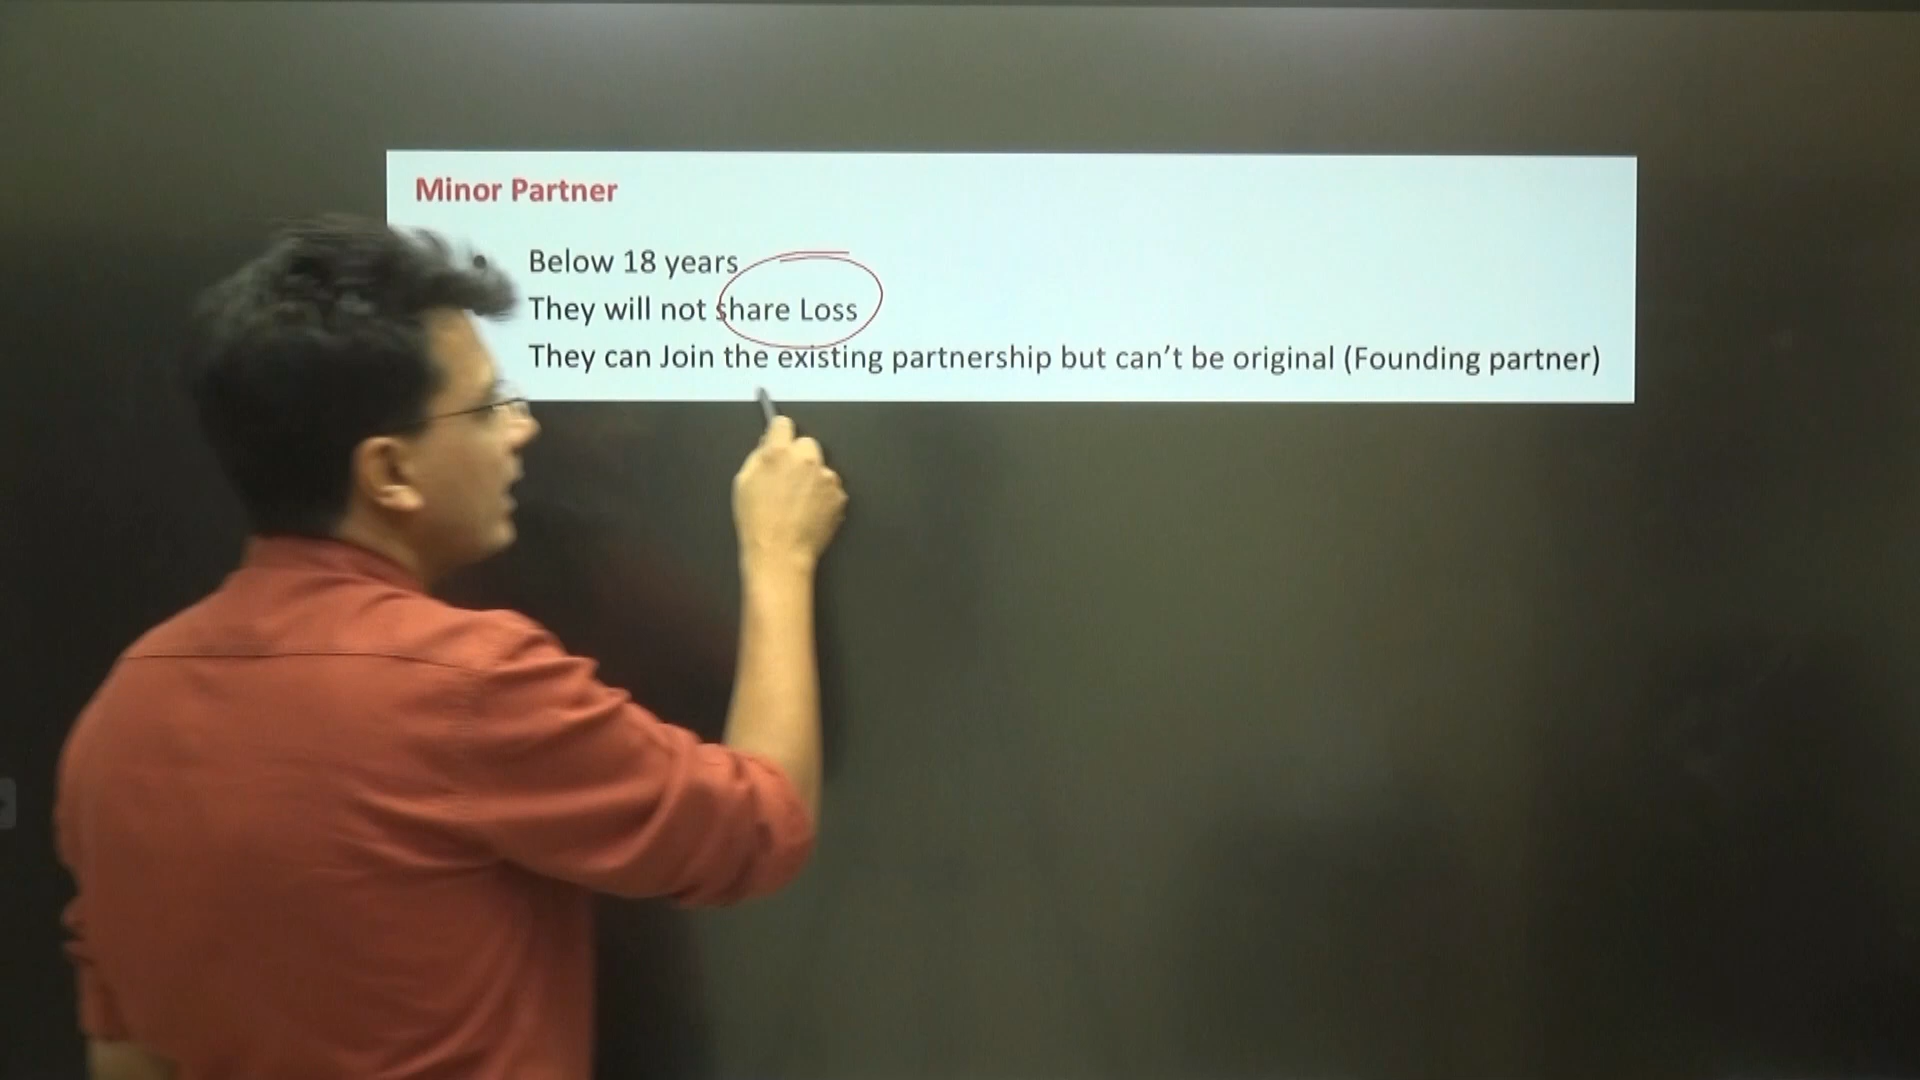 Minor Partner
Below 18 years
They will not share Loss
They can Join the existing partnership but can’t be original (Founding partner)